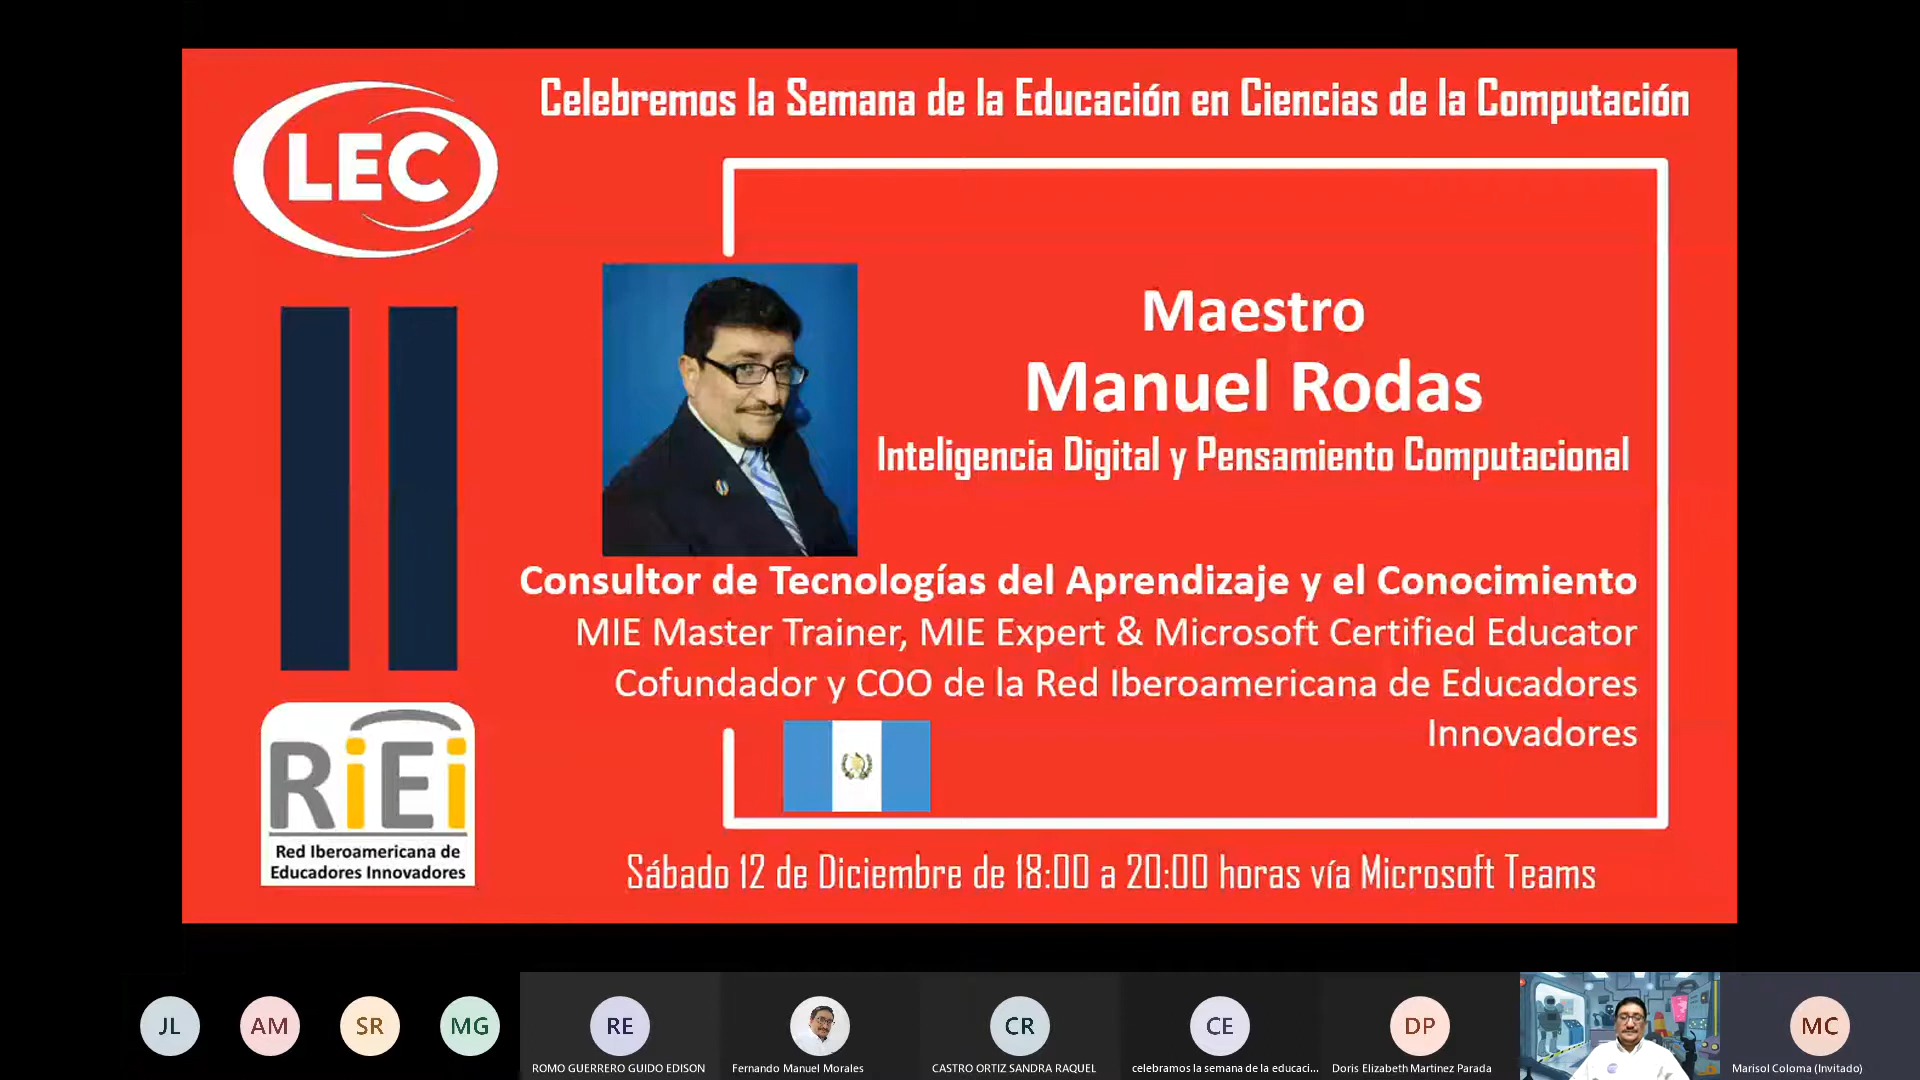 Celebremos la Semana de la Educación en Ciencias de la Computación
LEC
Maestro
Manuel Rodas
Inteligencia Digital y Pensamiento Computacional
Consultor de Tecnologías del Aprendizaje y el Conocimiento
MIE Master Trainer, MIE Expert & Microsoft Certified Educator
Cofundador y COO de la Red Iberoamericana de Educadores
Innovadores
RiEi
Red Iberoamericana de
Educadores Innovadores
Sábado 12 de Diciembre de 18:00 a 20:00 horas vía Microsoft Teams
JL
AM
SR
MG
RE
ROMO GUERRERO GUIDO EDISON
Fernando Manuel Morales
CR
CASTRO ORTIZ SANDRA RAQUEL
CE
celebramos la semana de la educaci...
DP
Doris Elizabeth Martinez Parada
MC
Marisol Coloma (Invitado)